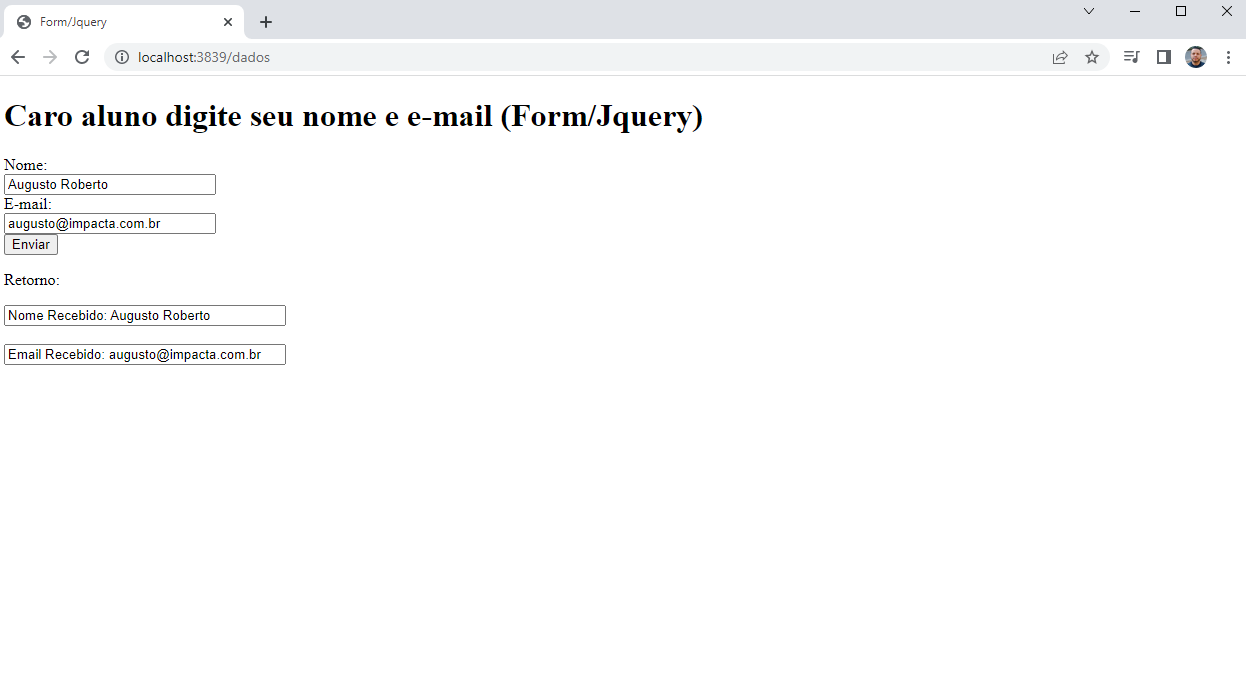 Form/Jquery
localhost:3839/dados
Caro aluno digite seu nome e e-mail (Form/Jquery)
Nome:
Augusto Roberto
E-mail:
augusto@impacta.com.br
Enviar
Retorno:
Nome Recebido: Augusto Roberto
Email Recebido: augusto@impacta.com.br